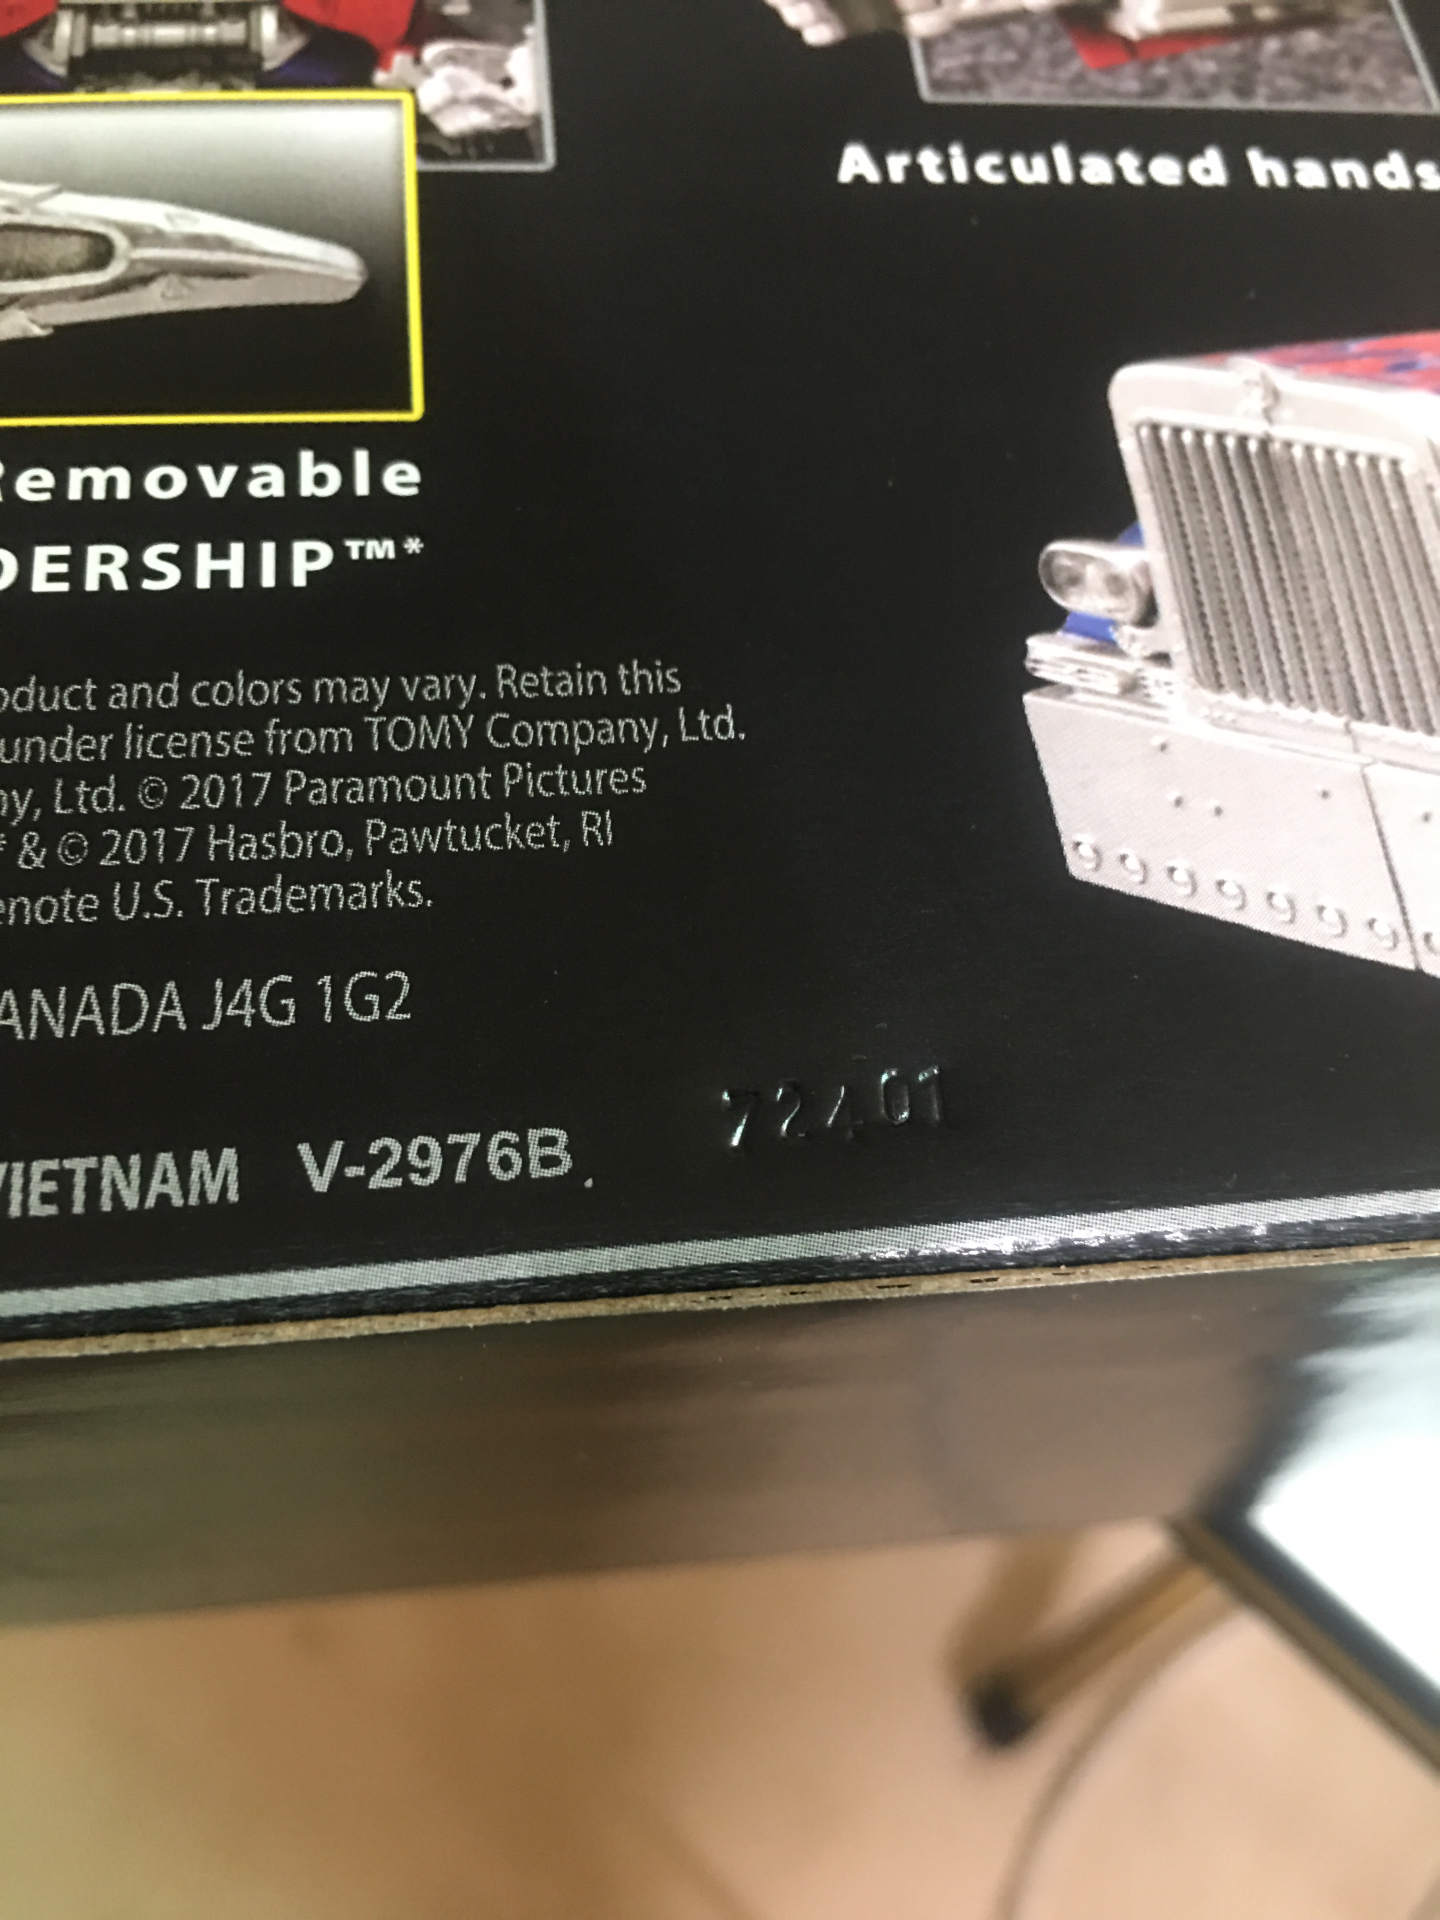 Articulated hands
Removable
DERSHIP™*
oduct and colors may vary. Retain this
under license from TOMY Company, Ltd.
ny, Ltd. © 2017 Paramount Pictures
* & © 2017 Hasbro, Pawtucket, RI
enote U.S. Trademarks.
ANADA J4G 1G2
72401
VIETNAM V-2976B.